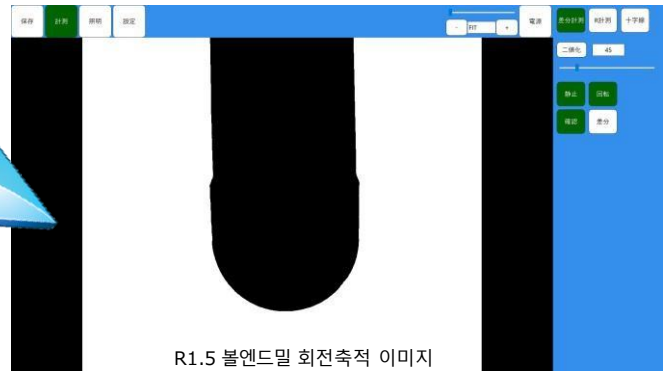 保存 計測 照明 設定 - FIT + 電源 差分計測 R計測 十字線
二値化 45
静止 回転
確認 差分
R1.5 볼엔드밀 회전축적 이미지